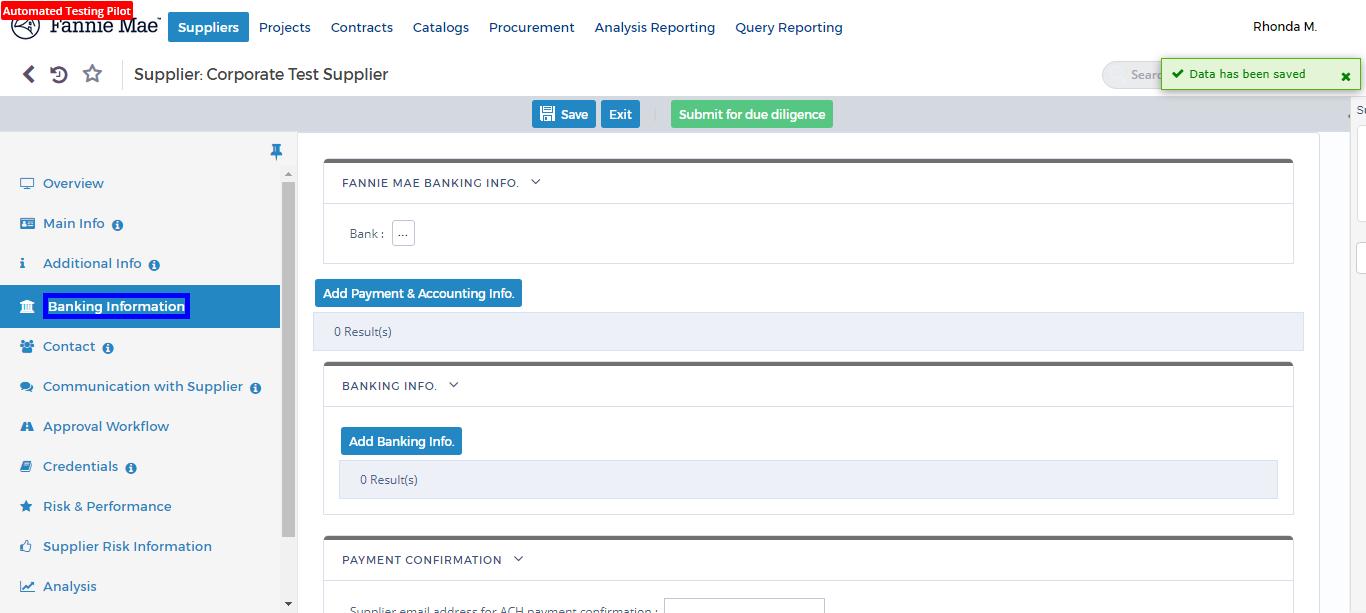 Automated Testing Pilot
Fannie Mae
Suppliers Projects Contracts Catalogs Procurement Analysis Reporting Query Reporting
Rhonda M.
Supplier: Corporate Test Supplier
Searc
Data has been saved
Save Exit Submit for due diligence
Overview
Main Info
Additional Info
Banking Information
Contact
Communication with Supplier
Approval Workflow
Credentials
Risk & Performance
Supplier Risk Information
Analysis
FANNIE MAE BANKING INFO.
Bank : ...
Add Payment & Accounting Info.
0 Result(s)
BANKING INFO.
Add Banking Info.
0 Result(s)
PAYMENT CONFIRMATION
Supplier email address for ACH payment confirmation :